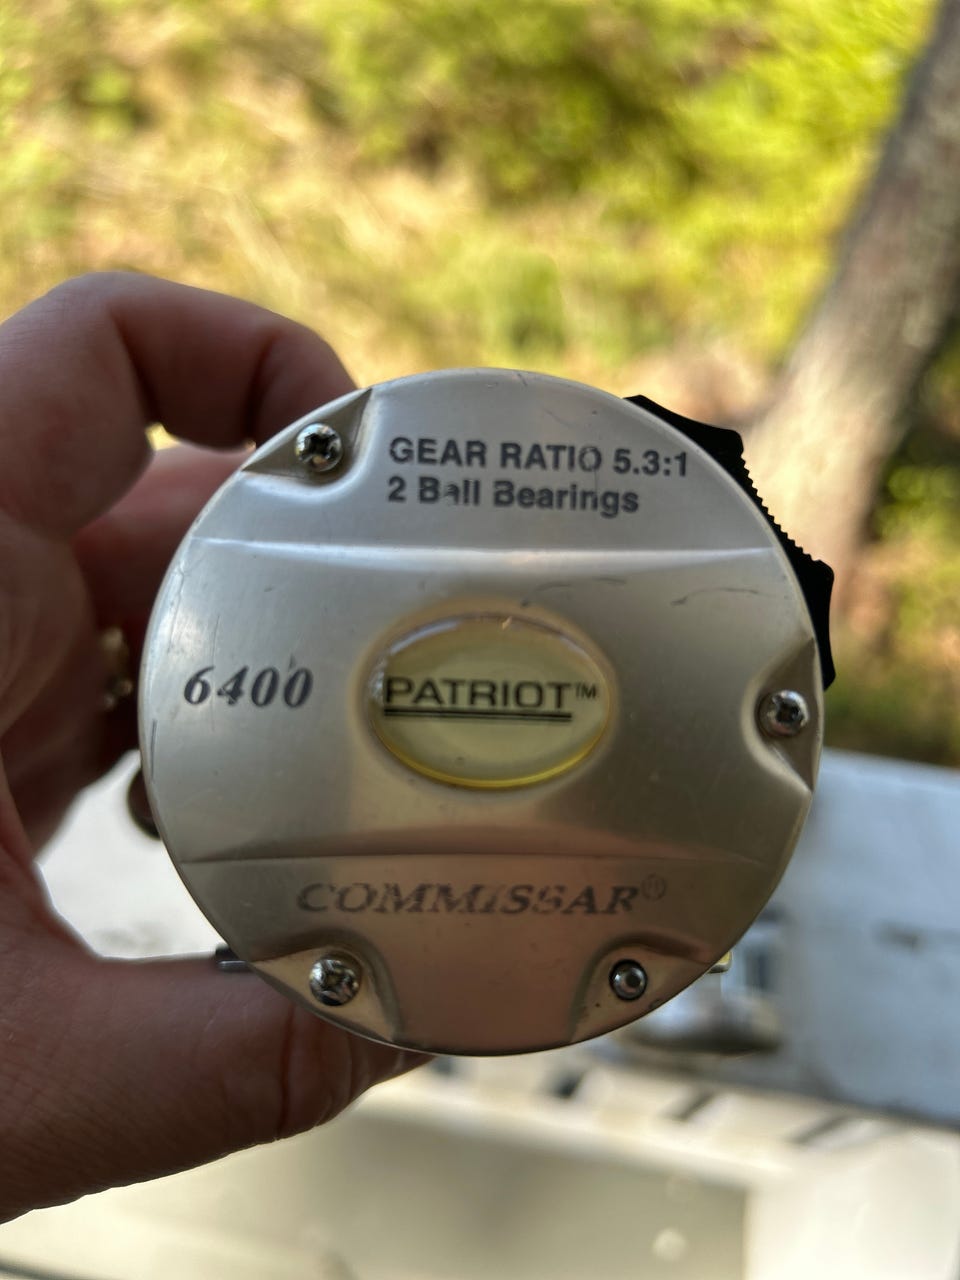 GEAR RATIO 5.3:1
2 Ball Bearings
6400
PATRIOT™
COMMISSAR®